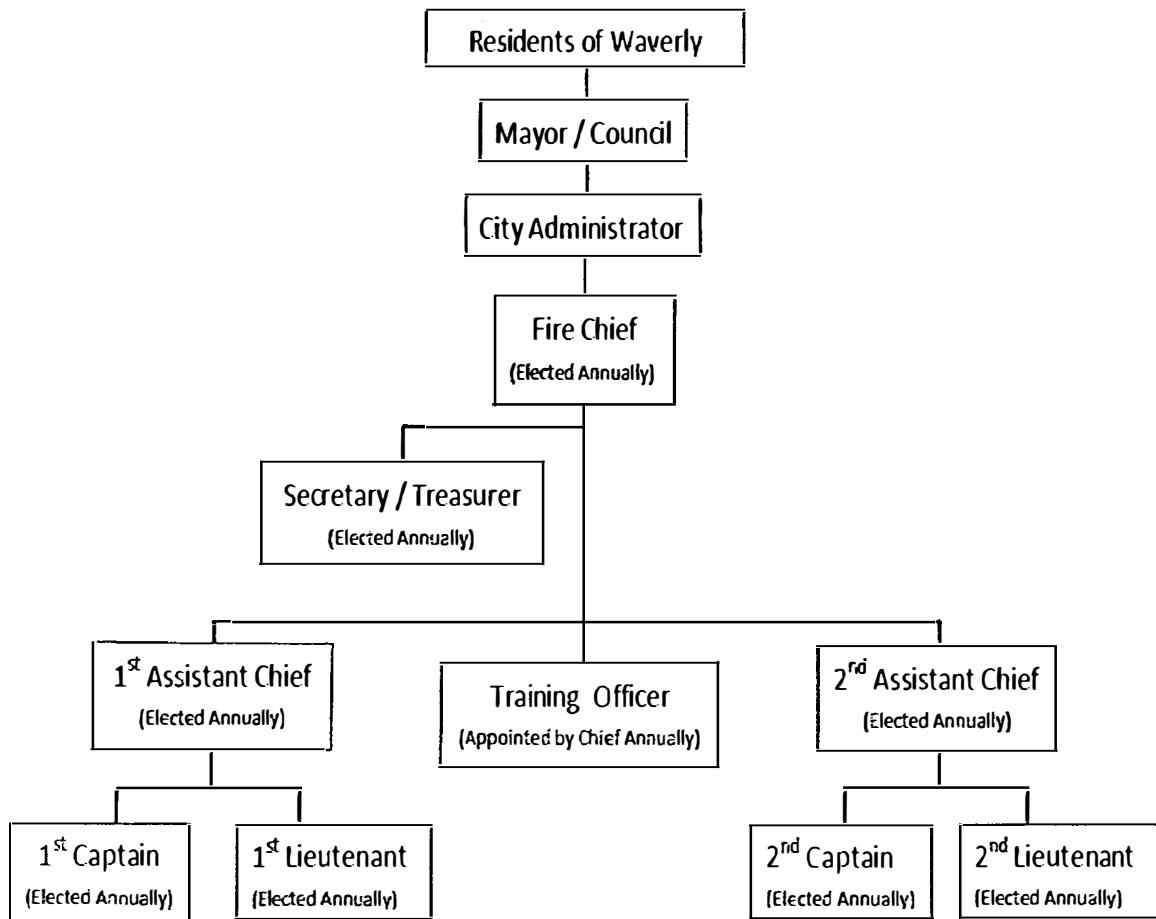 Residents of Waverly
Mayor / Council
City Administrator
Fire Chief
(Elected Annually)
Secretary / Treasurer
(Elected Annually)
1st Assistant Chief
(Elected Annually)
Training Officer
(Appointed by Chief Annually)
2nd Assistant Chief
(Elected Annually)
1st Captain
(Elected Annually)
1st Lieutenant
(Elected Annually)
2nd Captain
(Elected Annually)
2nd Lieutenant
(Elected Annually)